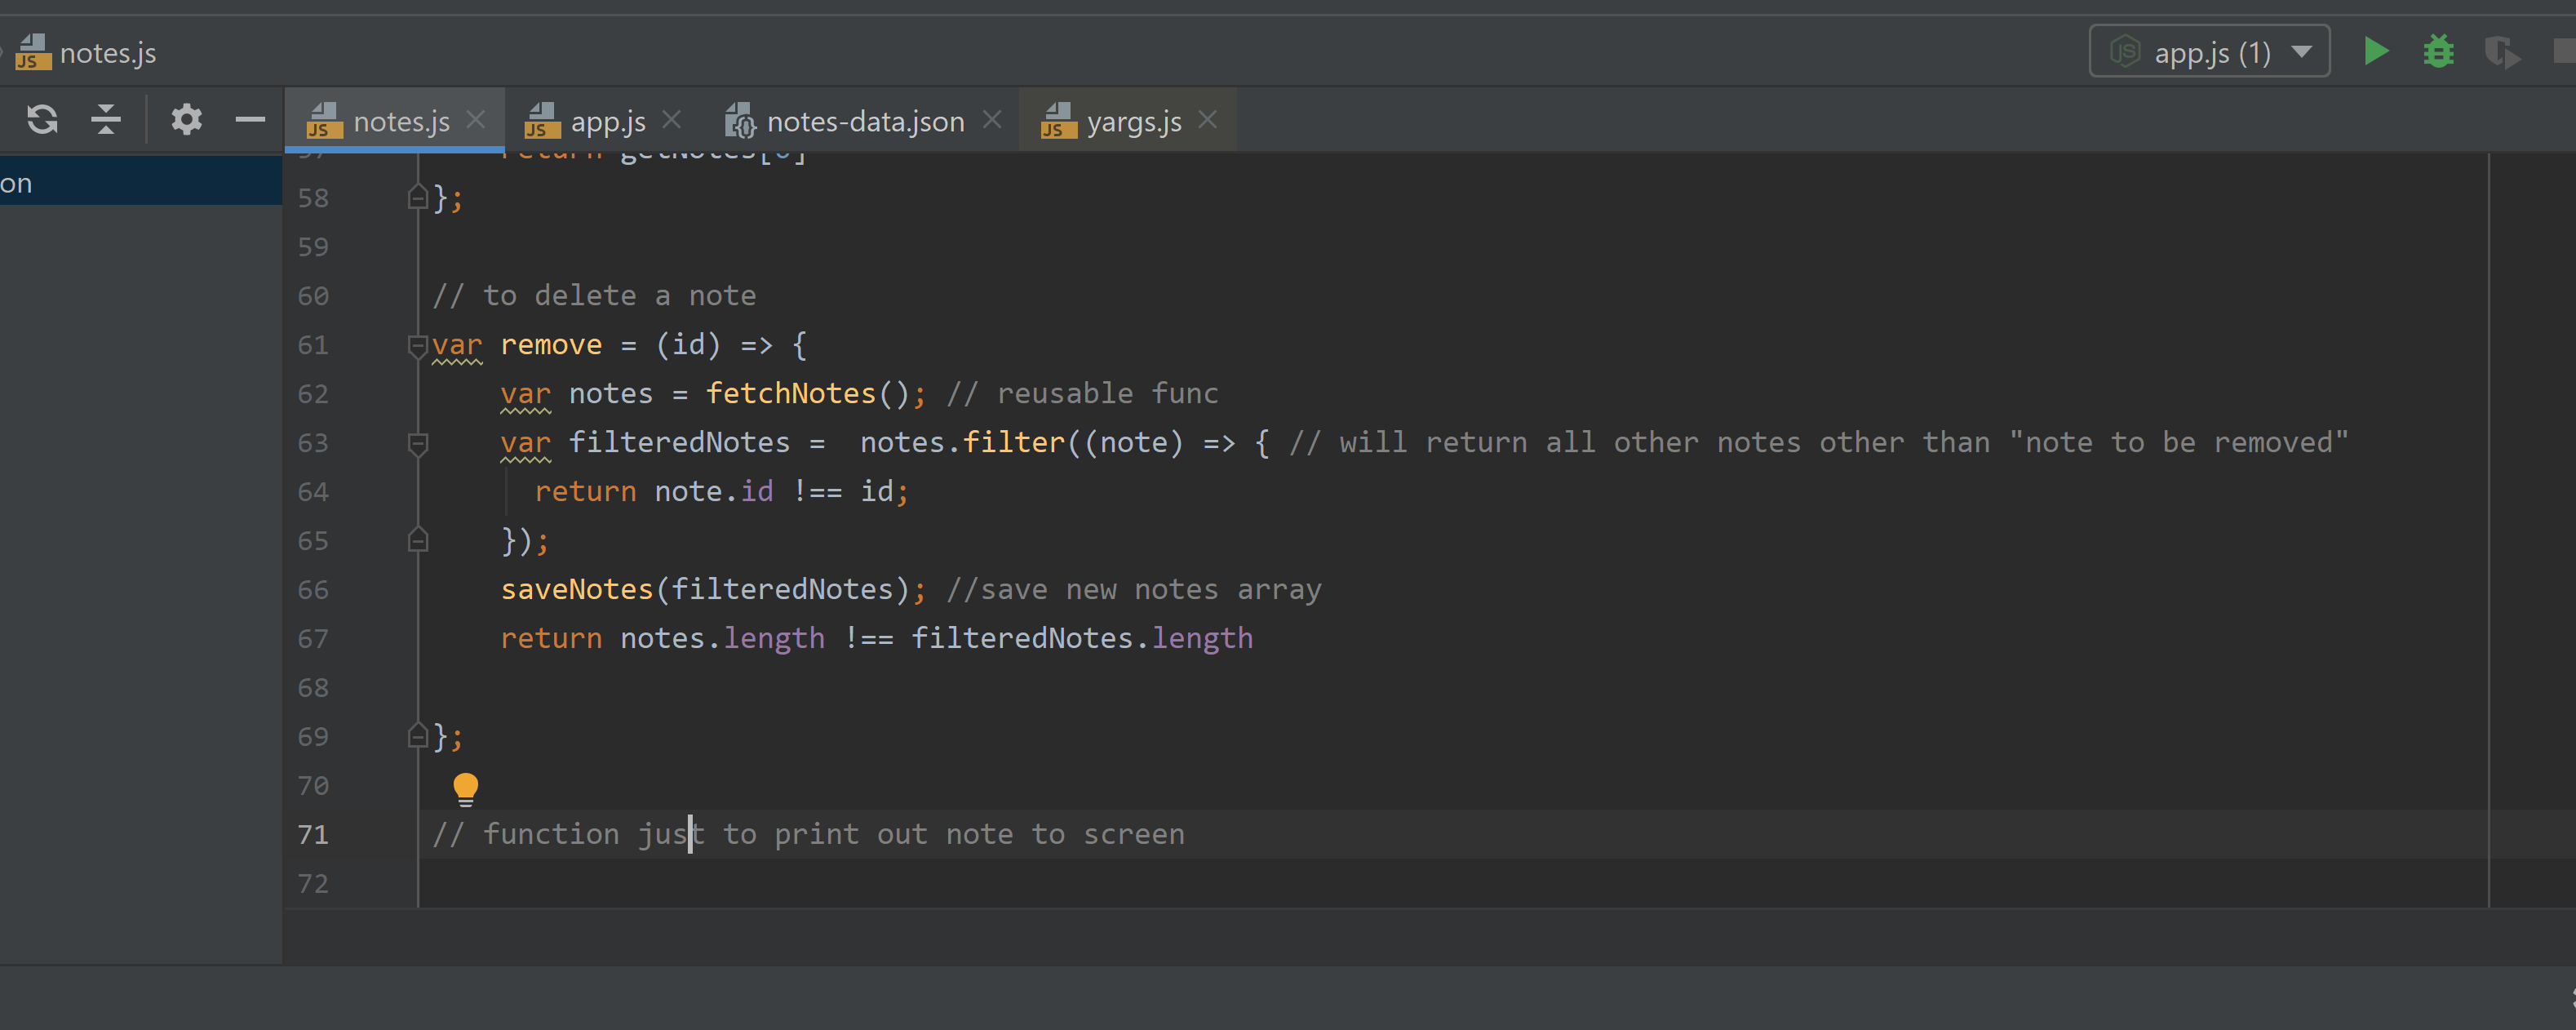 notes.js
app.js (1)
notes.js
app.js
notes-data.json
yargs.js
on
57 return getNotes[0]
58 };
59
60 // to delete a note
61 var remove = (id) => {
62 var notes = fetchNotes(); // reusable func
63 var filteredNotes =  notes.filter((note) => { // will return all other notes other than "note to be removed"
64 return note.id !== id;
65 });
66 saveNotes(filteredNotes); //save new notes array
67 return notes.length !== filteredNotes.length
68
69 };
70
71 // function just to print out note to screen
72